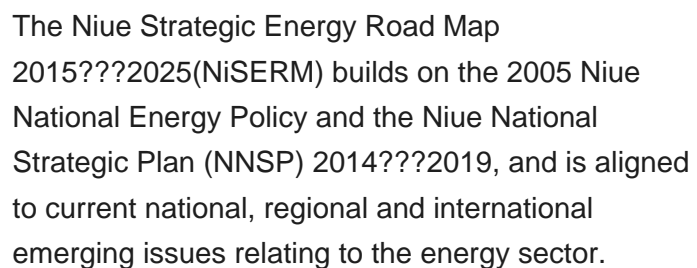 The Niue Strategic Energy Road Map
2015???2025(NiSERM) builds on the 2005 Niue
National Energy Policy and the Niue National
Strategic Plan (NNSP) 2014???2019, and is aligned
to current national, regional and international
emerging issues relating to the energy sector.